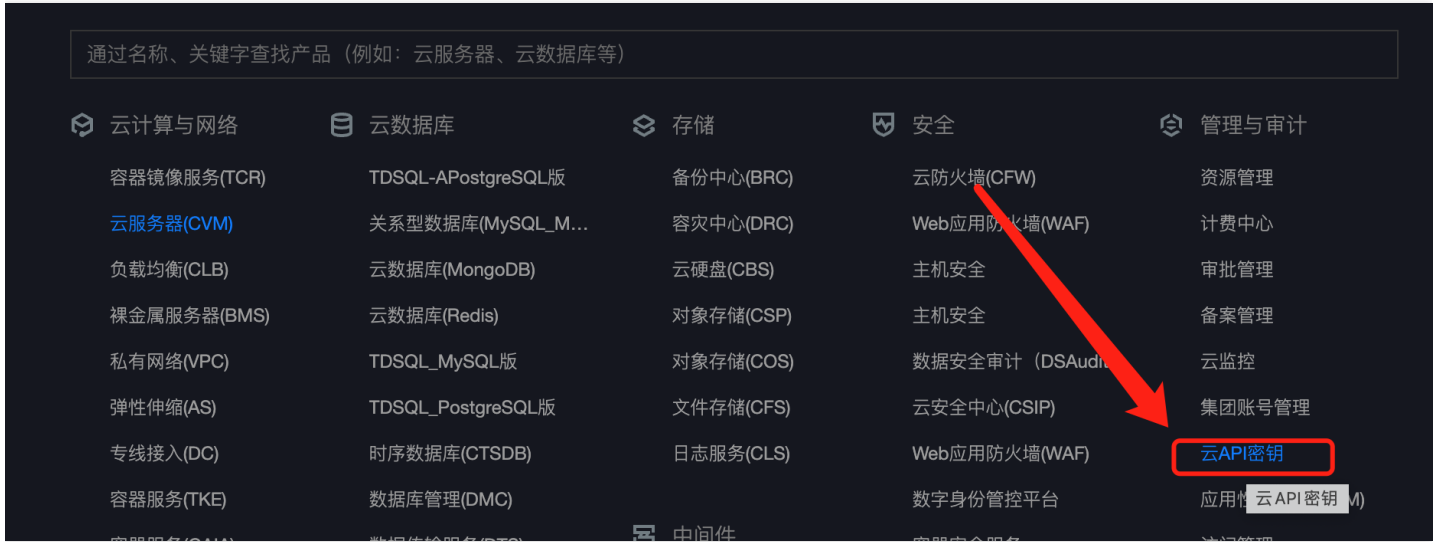 通过名称、关键字查找产品（例如：云服务器、云数据库等）
云计算与网络
容器镜像服务(TCR)
云服务器(CVM)
负载均衡(CLB)
裸金属服务器(BMS)
私有网络(VPC)
弹性伸缩(AS)
专线接入(DC)
容器服务(TKE)
云数据库
TDSQL-APostgreSQL版
关系型数据库(MySQL_M...
云数据库(MongoDB)
云数据库(Redis)
TDSQL_MySQL版
TDSQL_PostgreSQL版
时序数据库(CTSDB)
数据库管理(DMC)
存储
备份中心(BRC)
容灾中心(DRC)
云硬盘(CBS)
对象存储(CSP)
对象存储(COS)
文件存储(CFS)
日志服务(CLS)
中间件
安全
云防火墙(CFW)
Web应用防火墙(WAF)
主机安全
主机安全
数据安全审计（DSAudit
云安全中心(CSIP)
Web应用防火墙(WAF)
数字身份管控平台
管理与审计
资源管理
计费中心
审批管理
备案管理
云监控
集团账号管理
云API密钥
应用性
云API密钥
M)